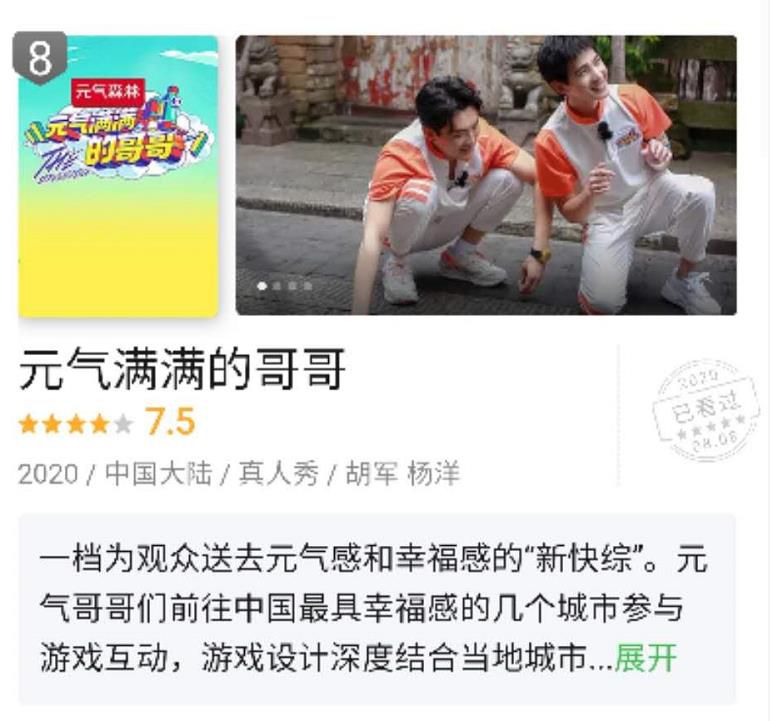 8
元气森林
元气满满
的哥哥
THE
元气满满的哥哥
7.5
2020 / 中国大陆 / 真人秀 / 胡军 杨洋
2020
已看过
08.08
一档为观众送去元气感和幸福感的“新快综”。元
气哥哥们前往中国最具幸福感的几个城市参与
游戏互动，游戏设计深度结合当地城市...展开